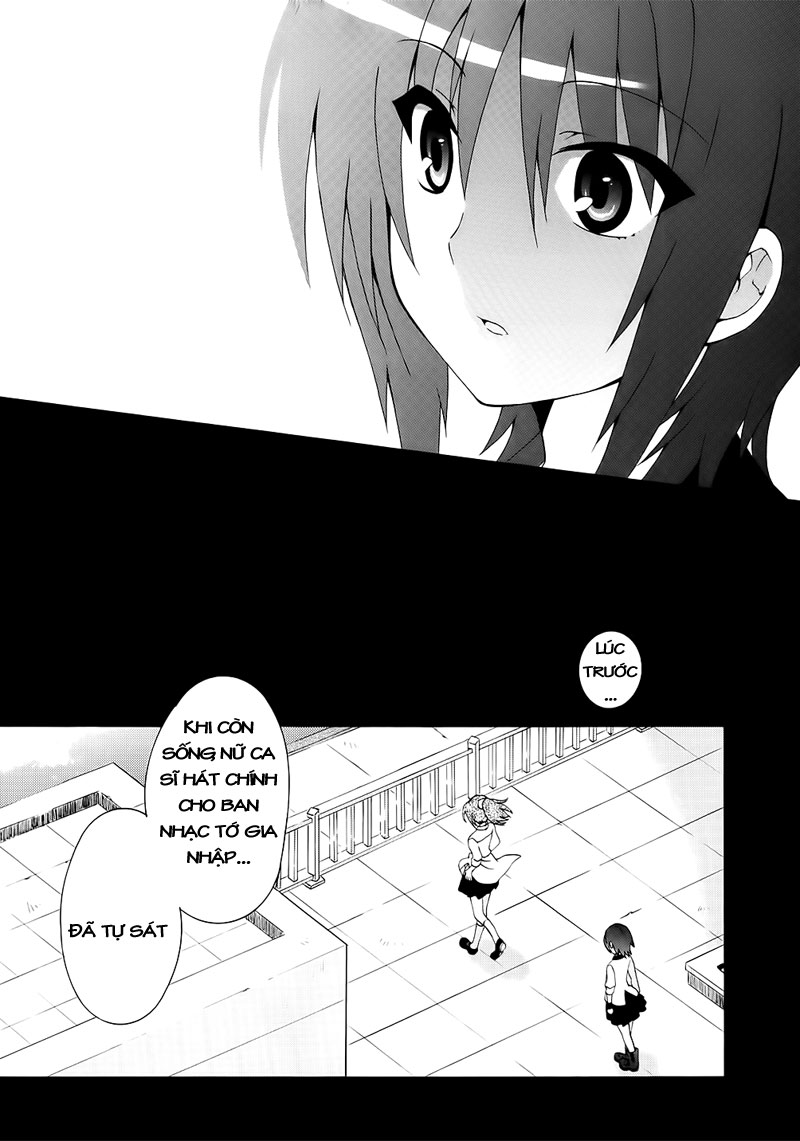 LÚC
TRƯỚC
...
KHI CÒN
SỐNG, NỮ CA
SĨ HÁT CHÍNH
CHO BAN
NHẠC TỚ GIA
NHẬP...
ĐÃ TỰ SÁT